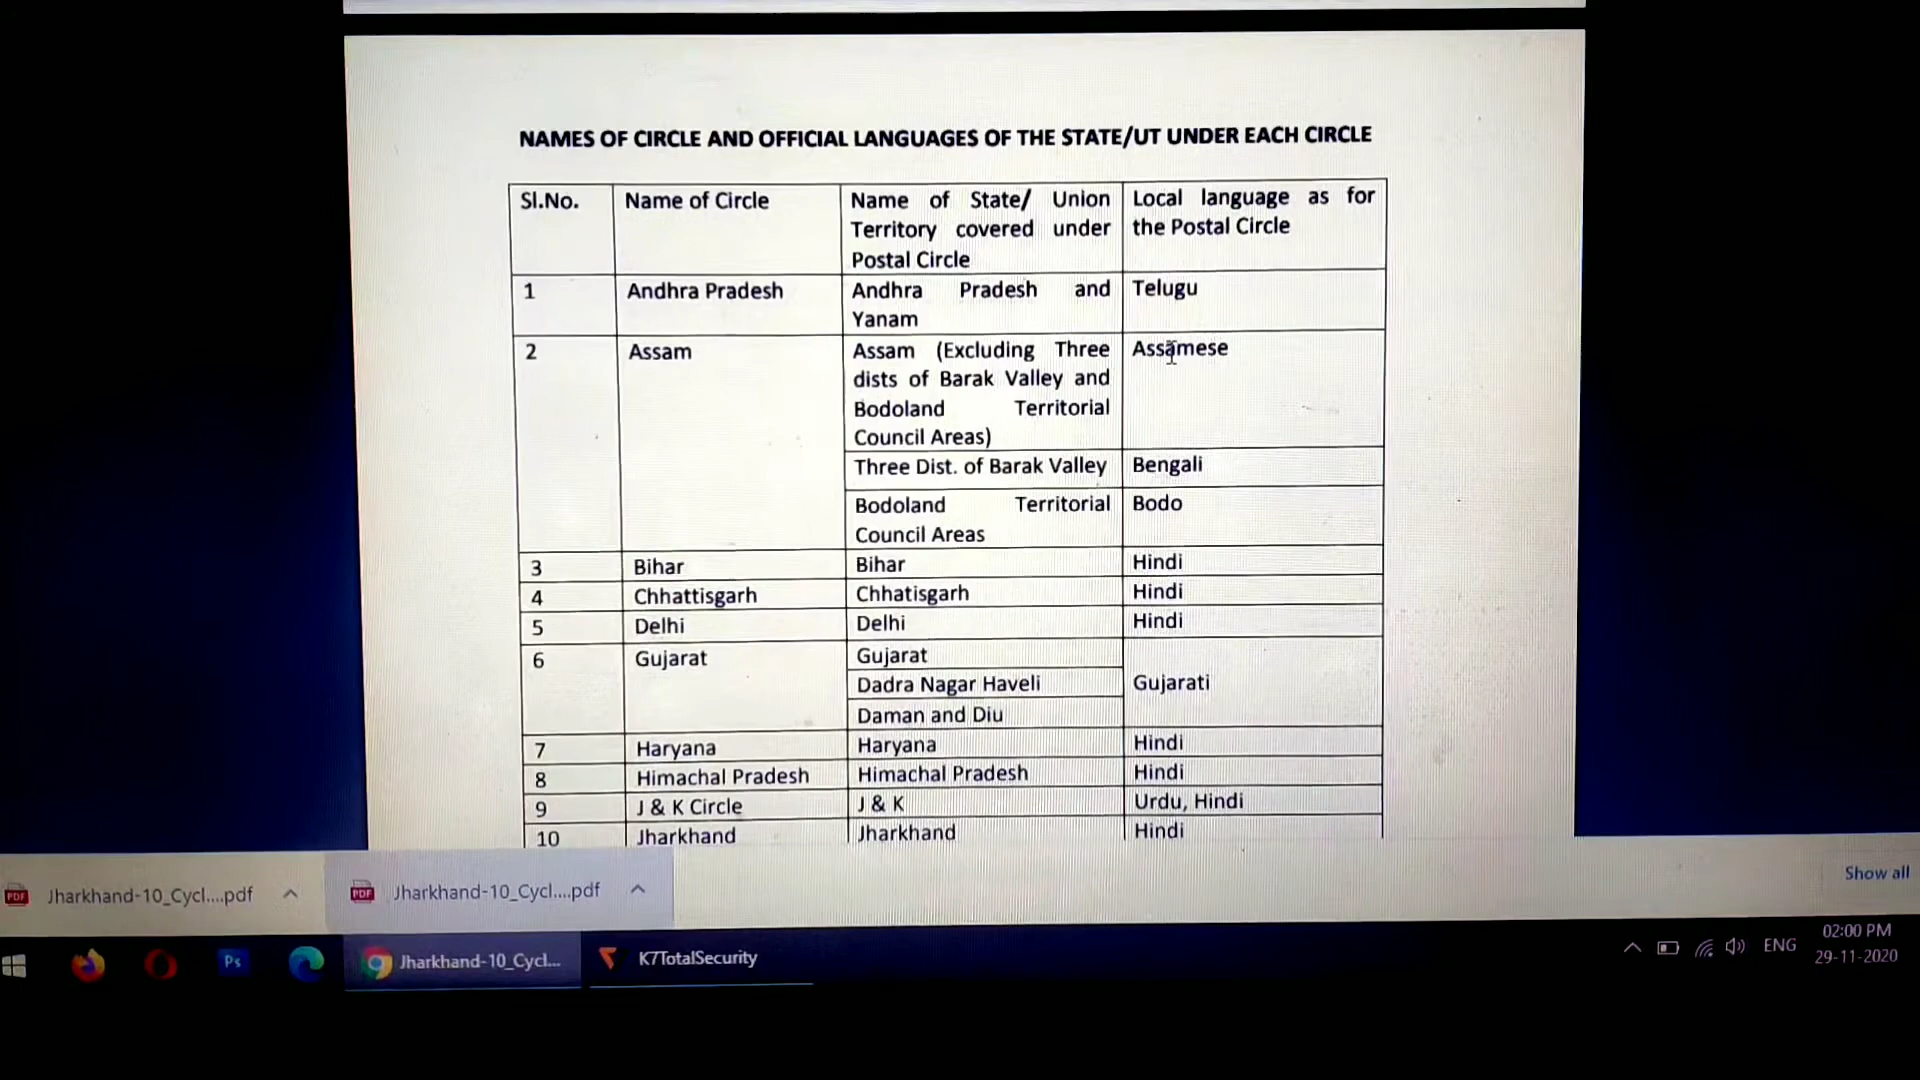 NAMES OF CIRCLE AND OFFICIAL LANGUAGES OF THE STATE/UT UNDER EACH CIRCLE
Sl.No. Name of Circle Name of State/ Union Local language as for
Territory covered under the Postal Circle
Postal Circle
1 Andhra Pradesh Andhra Pradesh and Telugu
Yanam
2 Assam Assam (Excluding Three Assamese
dists of Barak Valley and
Bodoland Territorial
Council Areas)
Three Dist. of Barak Valley Bengali
Bodoland Territorial Bodo
Council Areas
3 Bihar Bihar Hindi
4 Chhattisgarh Chhatisgarh Hindi
5 Delhi Delhi Hindi
6 Gujarat Gujarat
Dadra Nagar Haveli Gujarati
Daman and Diu
7 Haryana Haryana Hindi
8 Himachal Pradesh Himachal Pradesh Hindi
9 J & K Circle J & K Urdu, Hindi
10 Jharkhand Jharkhand Hindi
PDF Jharkhand-10_Cycl....pdf PDF Jharkhand-10_Cycl....pdf Show all
Ps Jharkhand-10_Cycl... K7TotalSecurity ENG 02:00 PM
29-11-2020